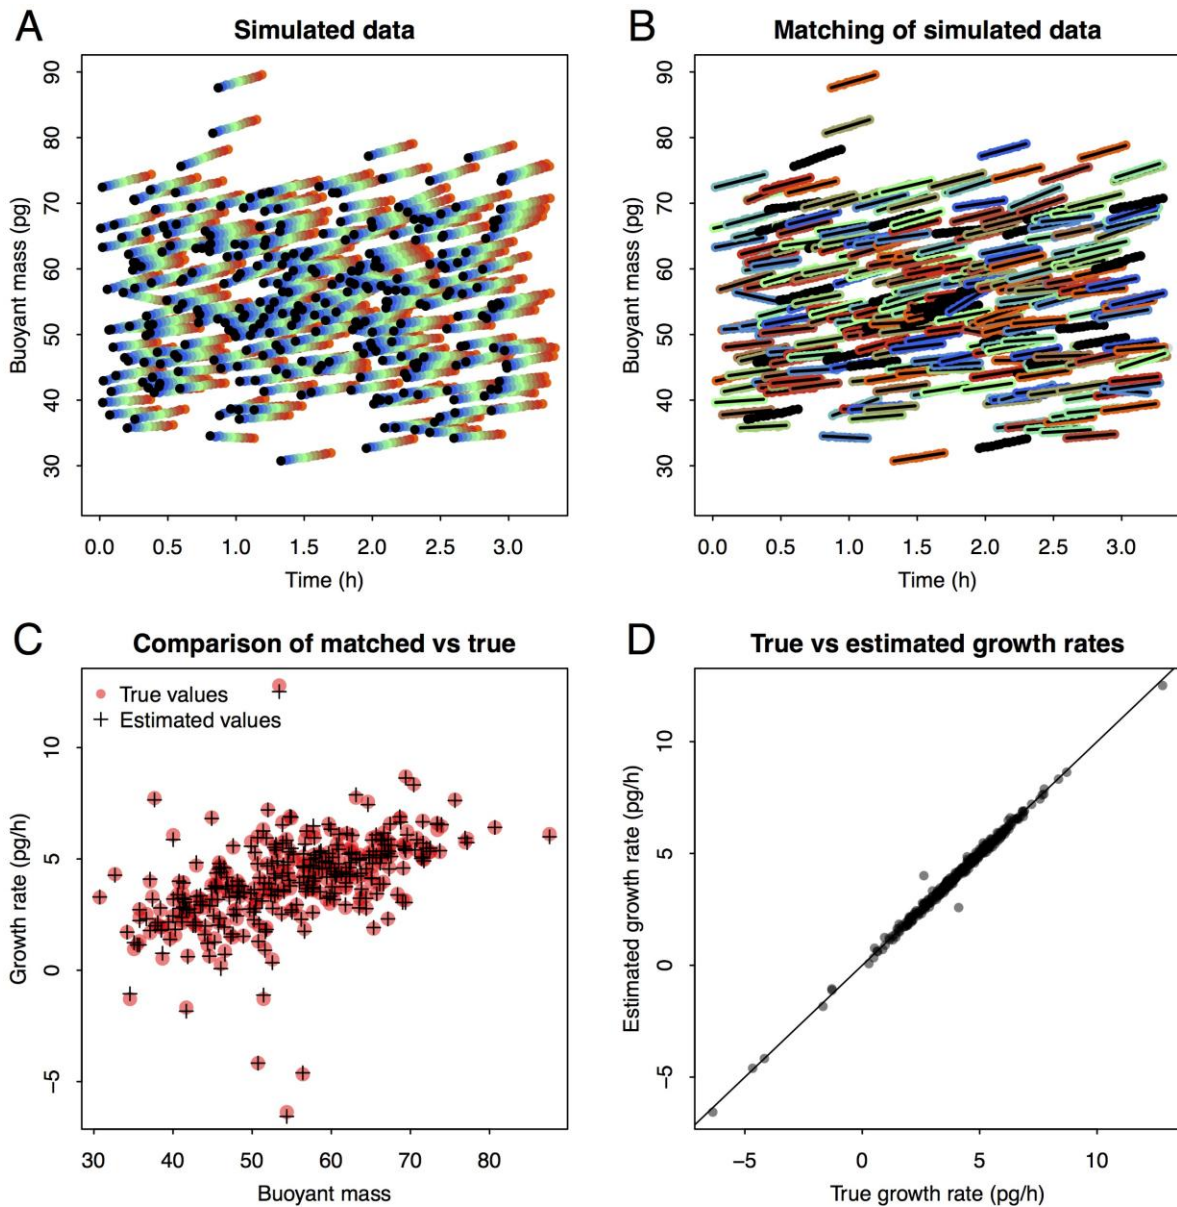 A
Simulated data
90
80
70
60
50
40
30
Buoyant mass (pg)
0.0 0.5 1.0 1.5 2.0 2.5 3.0
Time (h)
B
Matching of simulated data
90
80
70
60
50
40
30
Buoyant mass (pg)
0.0 0.5 1.0 1.5 2.0 2.5 3.0
Time (h)
C
Comparison of matched vs true
True values
Estimated values
10
5
0
−5
Growth rate (pg/h)
30 40 50 60 70 80
Buoyant mass
D
True vs estimated growth rates
10
5
0
−5
Estimated growth rate (pg/h)
−5 0 5 10
True growth rate (pg/h)